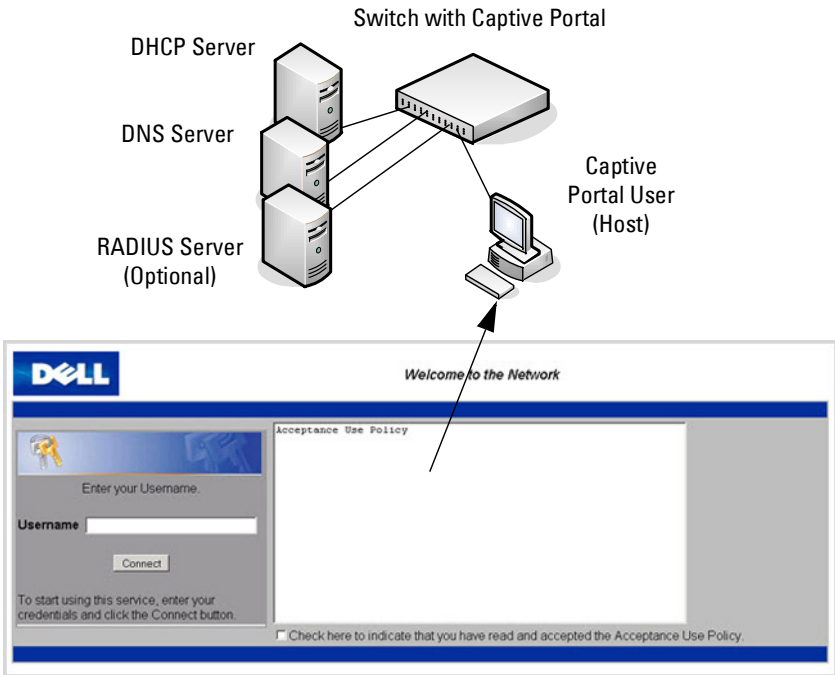 Switch with Captive Portal
DHCP Server
DNS Server
Captive
Portal User
(Host)
RADIUS Server
(Optional)
DELL
Welcome to the Network
Acceptance Use Policy
Enter your Username.
Username
Connect
To start using this service, enter your
credentials and click the Connect button.
Check here to indicate that you have read and accepted the Acceptance Use Policy.